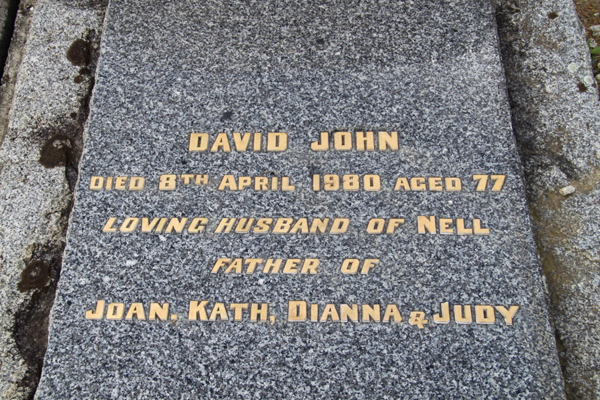 DAVID JOHN
DIED 8TH APRIL 1980 AGED 77
LOVING HUSBAND OF NELL
FATHER OF
JOAN, KATH, DIANNA & JUDY